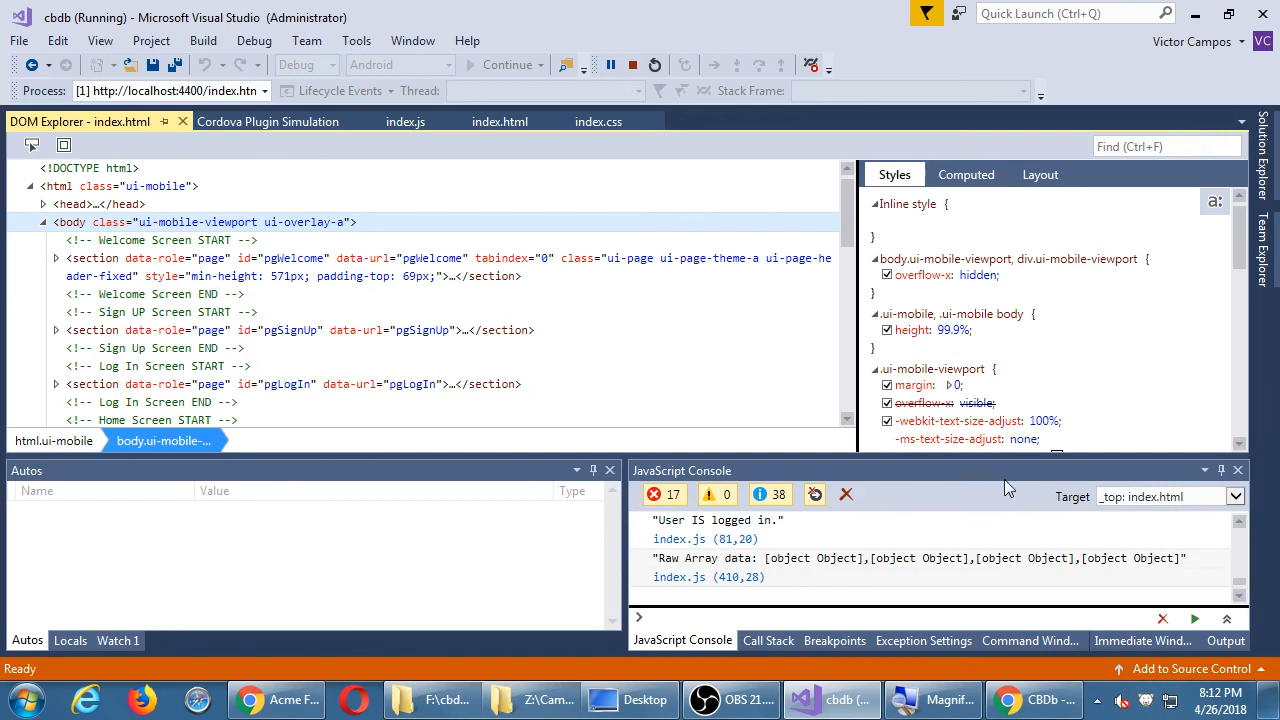 cbdb (Running) - Microsoft Visual Studio (Administrator)
Quick Launch (Ctrl+Q)
File Edit View Project Build Debug Team Tools Window Help
Victor Campos VC
Debug Android Continue
Process: [1] http://localhost:4400/index.htm Lifecycle Events Thread: Stack Frame:
DOM Explorer - index.html Cordova Plugin Simulation index.js index.html index.css
Find (Ctrl+F)
<!DOCTYPE html>
<html class="ui-mobile">
<head>…</head>
<body class="ui-mobile-viewport ui-overlay-a">
<!-- Welcome Screen START -->
<section data-role="page" id="pgWelcome" data-url="pgWelcome" tabindex="0" class="ui-page ui-page-theme-a ui-page-he
ader-fixed" style="min-height: 571px; padding-top: 69px;">…</section>
<!-- Welcome Screen END -->
<!-- Sign UP Screen START -->
<section data-role="page" id="pgSignUp" data-url="pgSignUp">…</section>
<!-- Sign Up Screen END -->
<!-- Log In Screen START -->
<section data-role="page" id="pgLogIn" data-url="pgLogIn">…</section>
<!-- Log In Screen END -->
<!-- Home Screen START -->
html.ui-mobile body.ui-mobile-...
Styles Computed Layout
Inline style {
a:
}
body.ui-mobile-viewport, div.ui-mobile-viewport {
overflow-x: hidden;
}
.ui-mobile, .ui-mobile body {
height: 99.9%;
}
.ui-mobile-viewport {
margin: 0;
overflow-x: visible;
-webkit-text-size-adjust: 100%;
-ms-text-size-adjust: none;
Autos
Name Value Type
Autos Locals Watch 1
JavaScript Console
17 0 38 Target _top: index.html
"User IS logged in."
index.js (81,20)
"Raw Array data: [object Object],[object Object],[object Object],[object Object]"
index.js (410,28)
JavaScript Console Call Stack Breakpoints Exception Settings Command Wind... Immediate Wind... Output
Ready
Add to Source Control
Acme F... F:\cbd... Z:\Cam... Desktop OBS 21.... cbdb (... Magnif... CBDb -...
8:12 PM
4/26/2018
Solution Explorer
Team Explorer